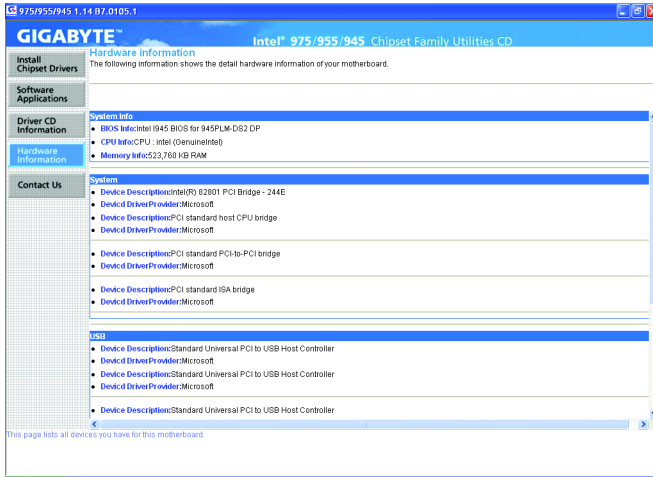 975/955/945 1.14 B7.0105.1
GIGABYTE™
Intel® 975/955/945 Chipset Family Utilities CD
Install
Chipset Drivers
Software
Applications
Driver CD
Information
Hardware
Information
Contact Us
Hardware information
The following information shows the detail hardware information of your motherboard.
System Info
• BIOS Info:Intel I945 BIOS for 945PLM-DS2 DP
• CPU Info:CPU : intel (GenuineIntel)
• Memory Info:523,760 KB RAM
System
• Device Description:Intel(R) 82801 PCI Bridge - 244E
• Devicd DriverProvider:Microsoft
• Device Description:PCI standard host CPU bridge
• Devicd DriverProvider:Microsoft
• Device Description:PCI standard PCI-to-PCI bridge
• Devicd DriverProvider:Microsoft
• Device Description:PCI standard ISA bridge
• Devicd DriverProvider:Microsoft
USB
• Device Description:Standard Universal PCI to USB Host Controller
• Devicd DriverProvider:Microsoft
• Device Description:Standard Universal PCI to USB Host Controller
• Devicd DriverProvider:Microsoft
• Device Description:Standard Universal PCI to USB Host Controller
This page lists all devices you have for this motherboard.